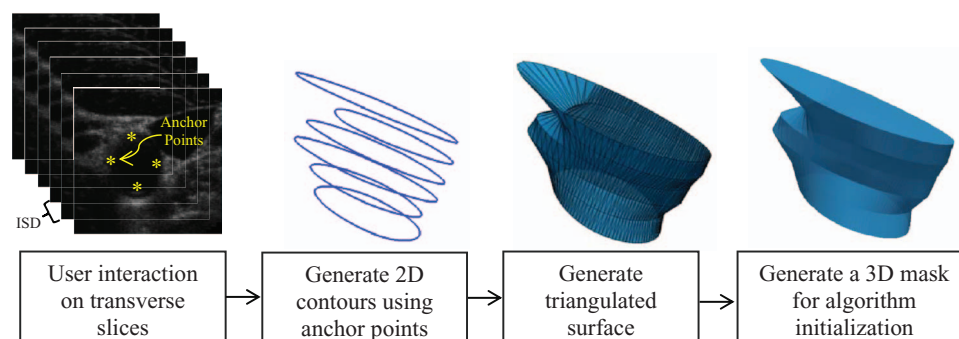 Anchor
Points
ISD
User interaction
on transverse
slices
Generate 2D
contours using
anchor points
Generate
triangulated
surface
Generate a 3D mask
for algorithm
initialization